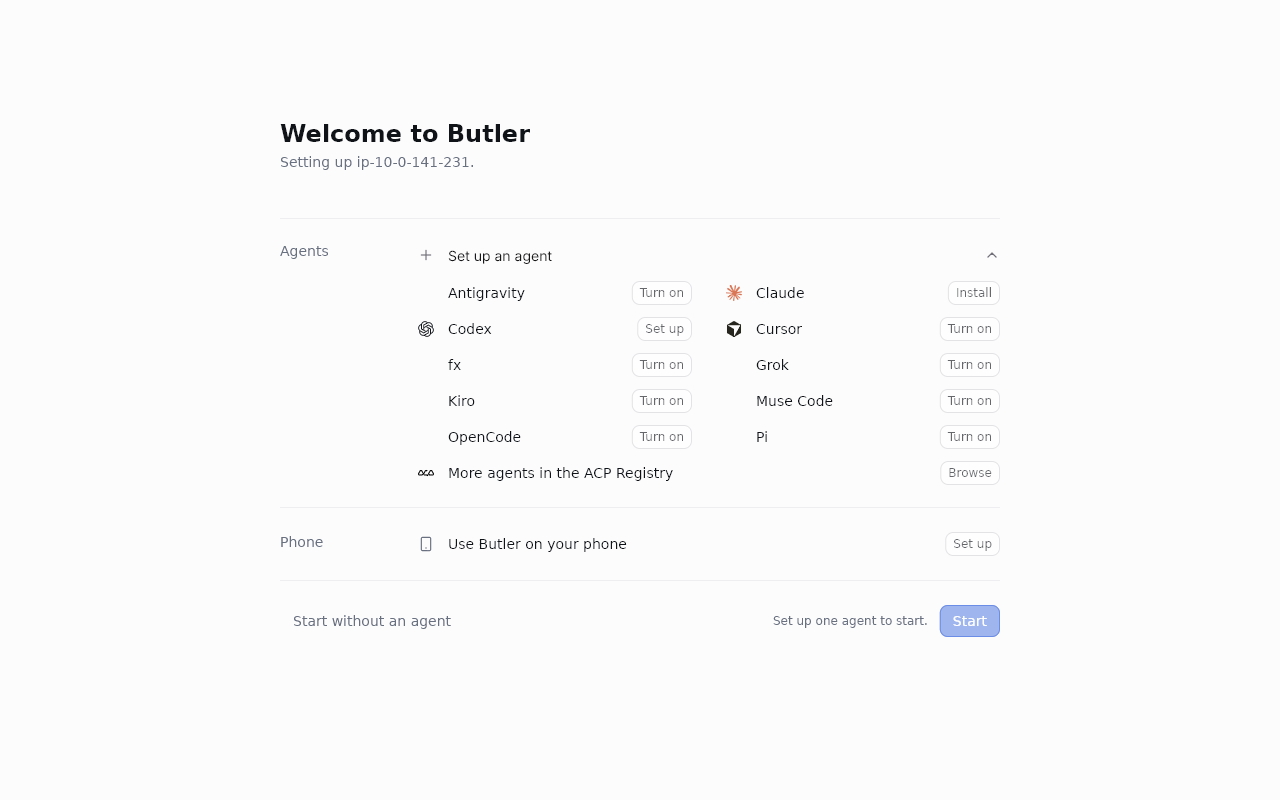 Welcome to Butler
Setting up ip-10-0-141-231.
Agents
Set up an agent
Antigravity Turn on
Claude Install
Codex Set up
Cursor Turn on
fx Turn on
Grok Turn on
Kiro Turn on
Muse Code Turn on
OpenCode Turn on
Pi Turn on
More agents in the ACP Registry Browse
Phone
Use Butler on your phone Set up
Start without an agent
Set up one agent to start. Start